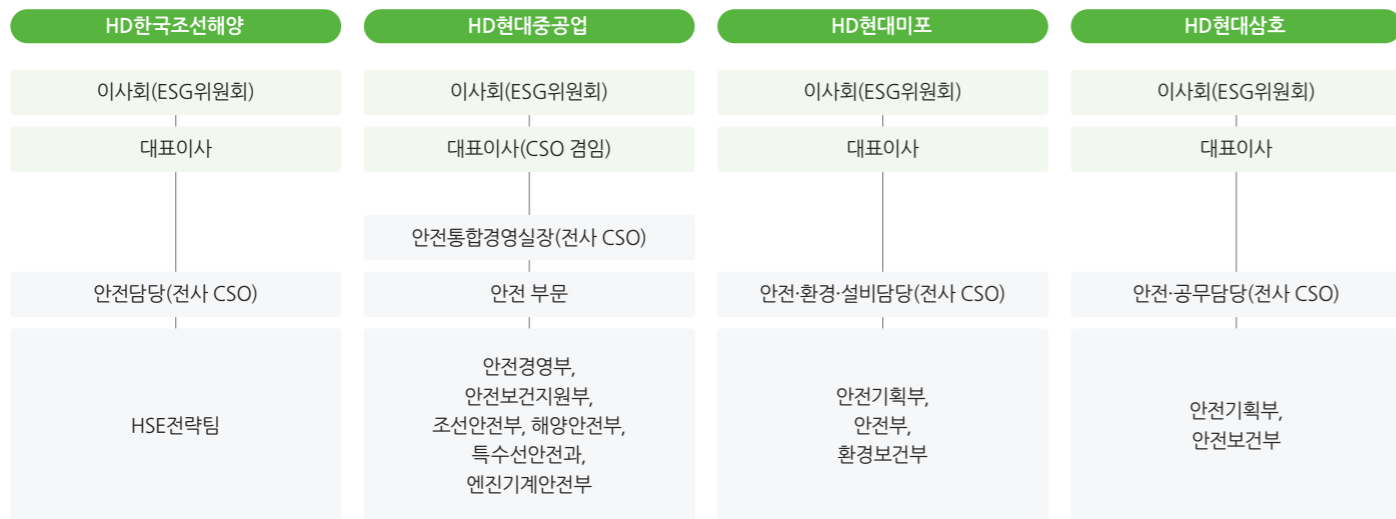 HD한국조선해양
이사회(ESG위원회)
대표이사
안전담당(전사 CSO)
HSE전략팀
HD현대중공업
이사회(ESG위원회)
대표이사(CSO 겸임)
안전통합경영실장(전사 CSO)
안전 부문
안전경영부,
안전보건지원부,
조선안전부, 해양안전부,
특수선안전과,
엔진기계안전부
HD현대미포
이사회(ESG위원회)
대표이사
안전·환경·설비담당(전사 CSO)
안전기획부,
안전부,
환경보건부
HD현대삼호
이사회(ESG위원회)
대표이사
안전·공무담당(전사 CSO)
안전기획부,
안전보건부